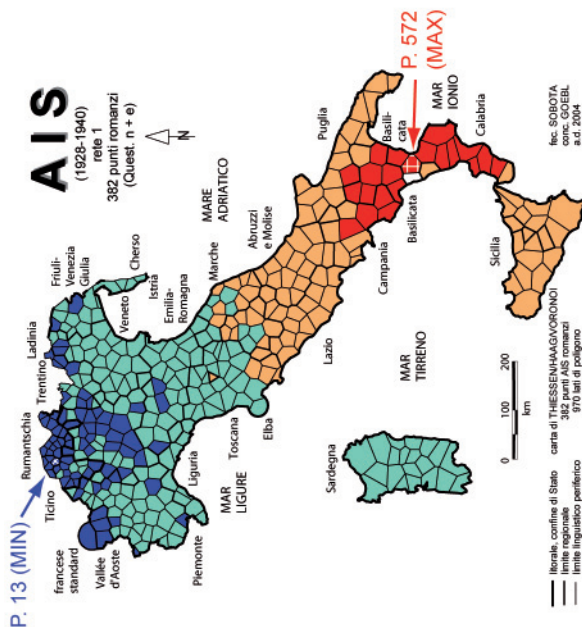 AIS
(1928-1940)
rete 1
382 punti romanzi
(Quest. n + e)
N
P. 13 (MIN)
P. 572
(MAX)
francese
standard
Vallée
d'Aoste
Piemonte
Ticino
Rumantschia
Trentino
Ladinia
Friuli-
Venezia
Giulia
Veneto
Cherso
Istria
Emilia-
Romagna
Liguria
MAR
LIGURE
Toscana
Elba
Marche
MARE
ADRIATICO
Abruzzi
e Molise
Lazio
Campania
Puglia
Basili-
cata
Basilicata
MAR
IONIO
Calabria
Sicilia
MAR
TIRRENO
Sardegna
0 100 200
km
litorale, confine di Stato
limite regionale
limite linguistico periferico
carta di THIESSEN/HAAG/VORONOI
382 punti AIS romanzi
970 lati di poligono
fec. SOBOTA
conc. GOEBL
a.d. 2004